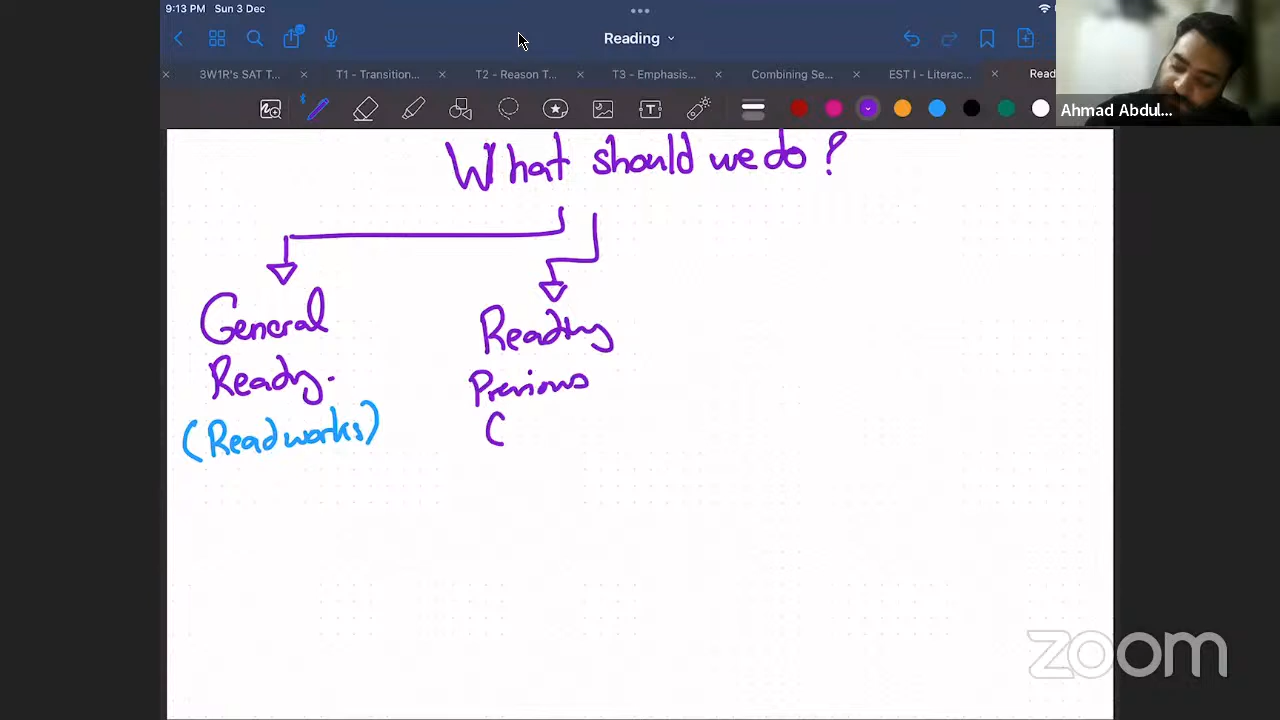 9:13 PM Sun 3 Dec
Reading
3W1R's SAT T...
T1 - Transition...
T2 - Reason T...
T3 - Emphasis...
Combining Se...
EST I - Literac...
Read
Ahmad Abdul...
What should we do ?
General
Reading.
(Readworks)
Reading
Previous
(
zoom